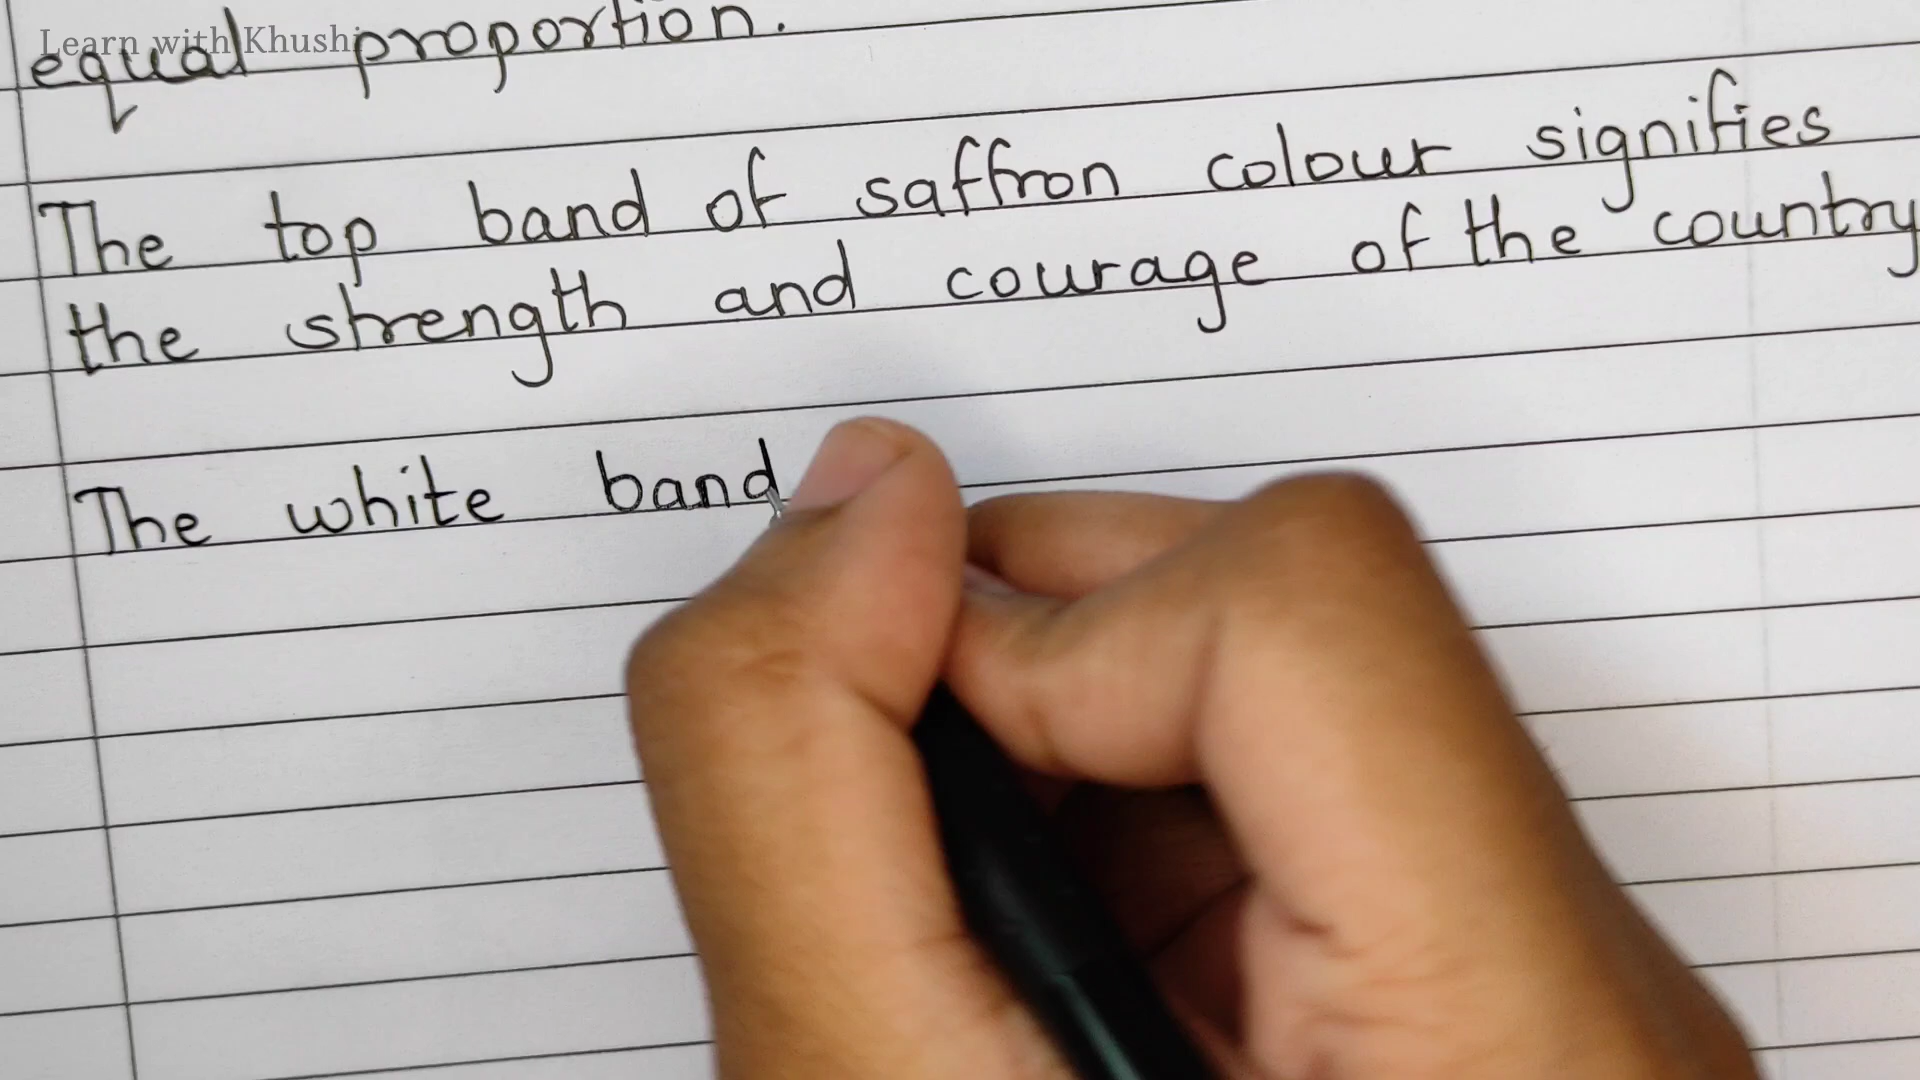 Learn with Khushi
equal proportion.
The top band of saffron colour signifies
the strength and courage of the country
The white band